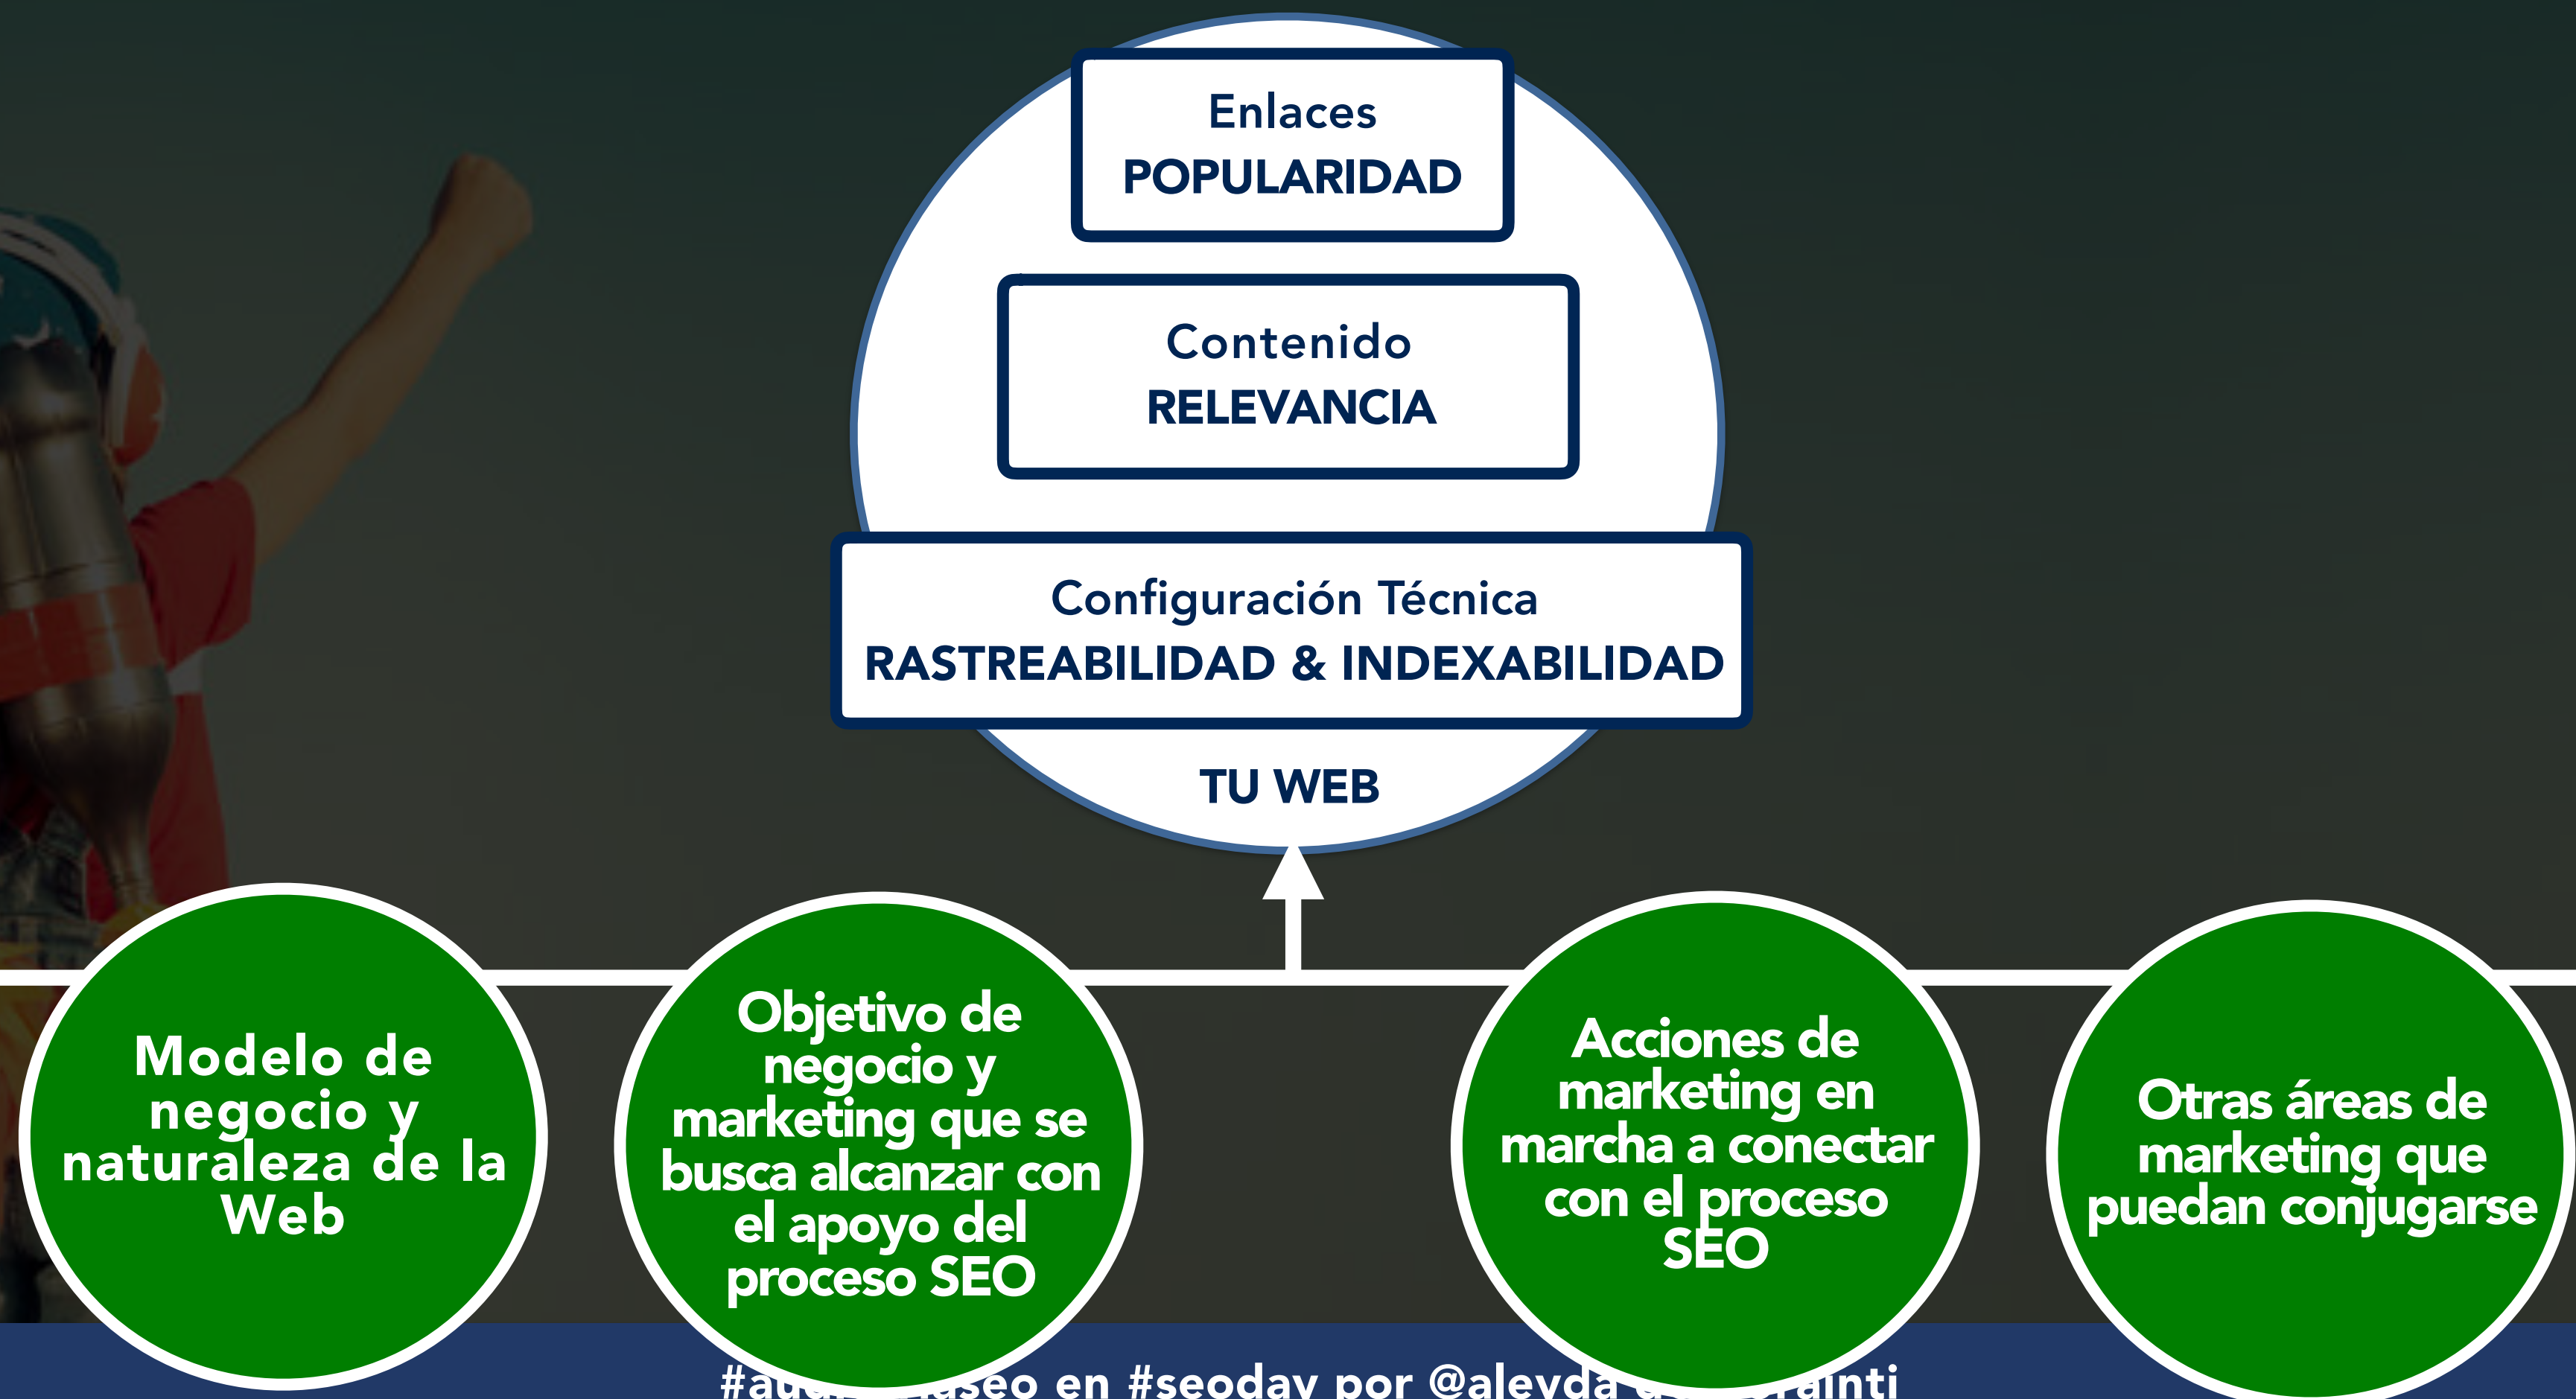 Enlaces
POPULARIDAD
Contenido
RELEVANCIA
Configuración Técnica
RASTREABILIDAD & INDEXABILIDAD
TU WEB
Modelo de
negocio y
naturaleza de la
Web
Objetivo de
negocio y
marketing que se
busca alcanzar con
el apoyo del
proceso SEO
Acciones de
marketing en
marcha a conectar
con el proceso
SEO
Otras áreas de
marketing que
puedan conjugarse
en #seoday por @aleyda